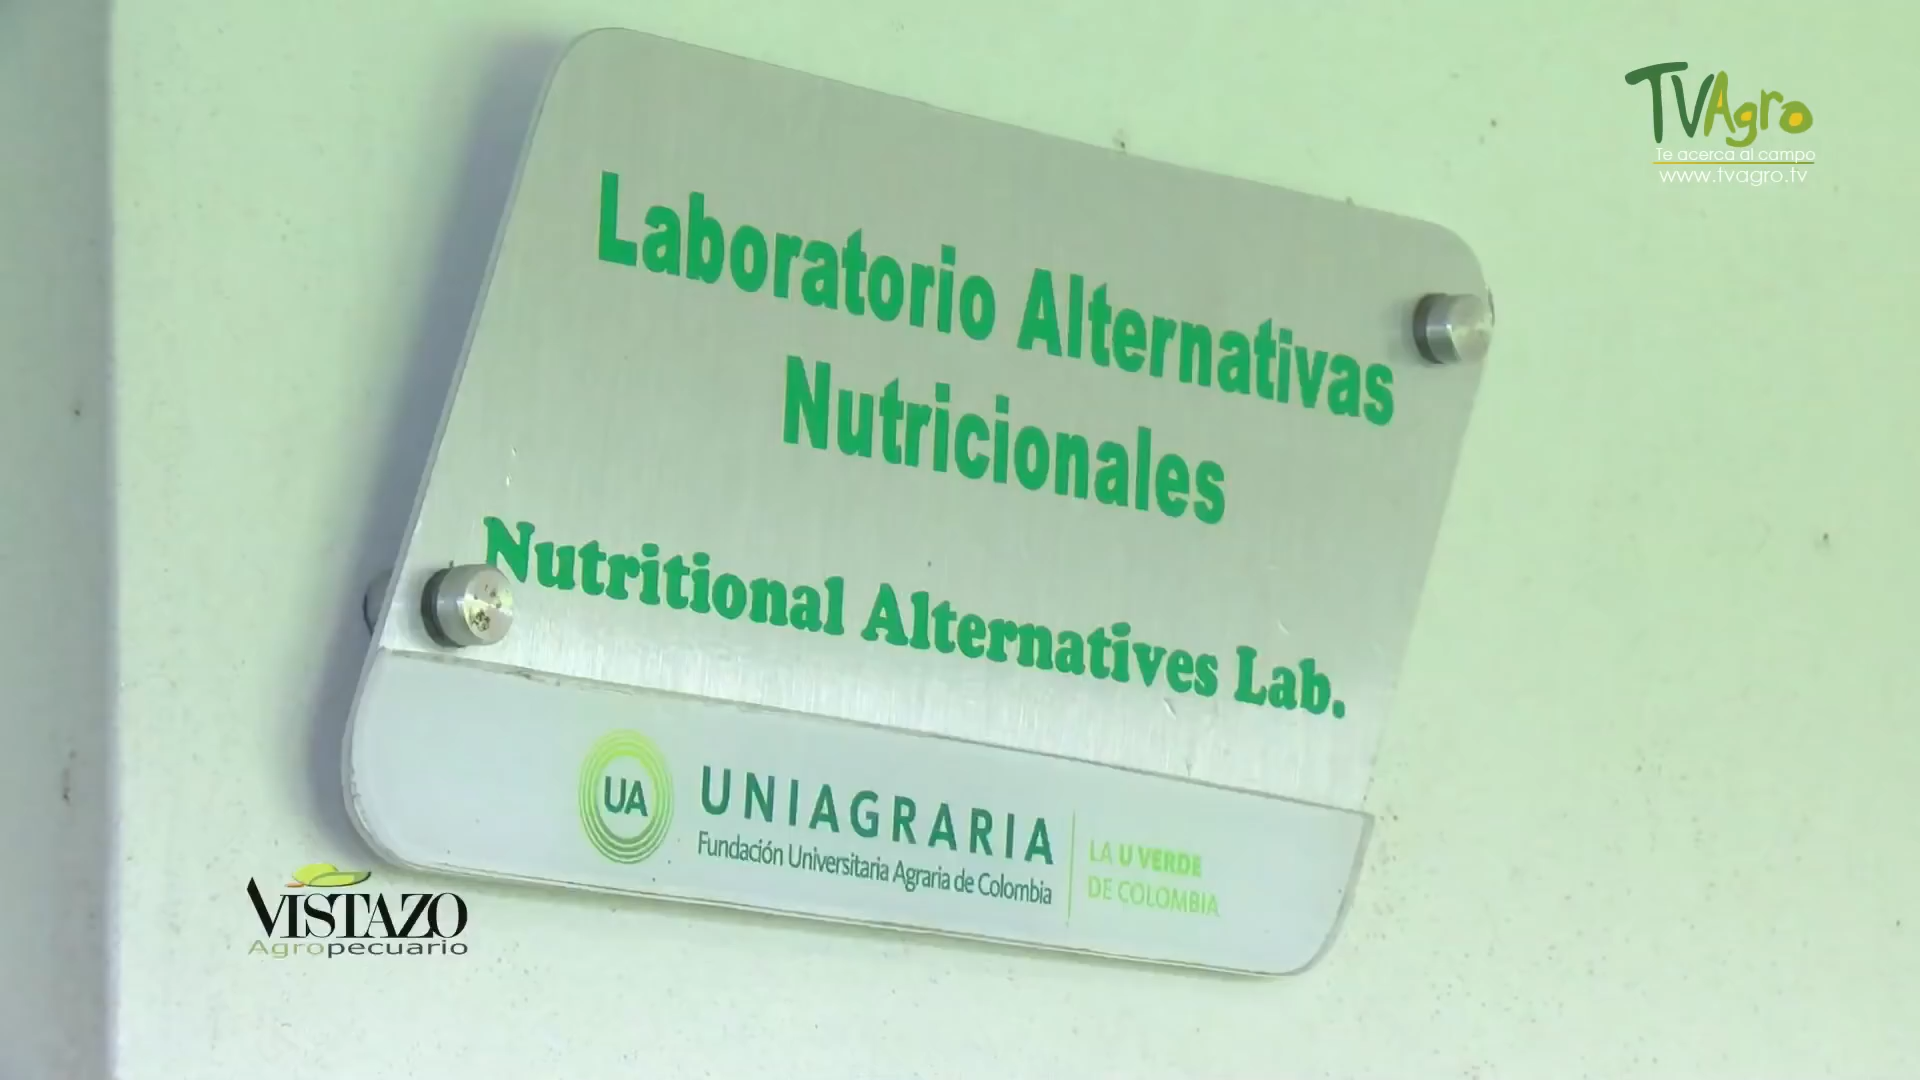 TVAgro
Te acerca al campo
www.tvagro.tv
Laboratorio Alternativas
Nutricionales
Nutritional Alternatives Lab.
UA
UNIAGRARIA
Fundación Universitaria Agraria de Colombia
LA U VERDE
DE COLOMBIA
VISTAZO
Agropecuario